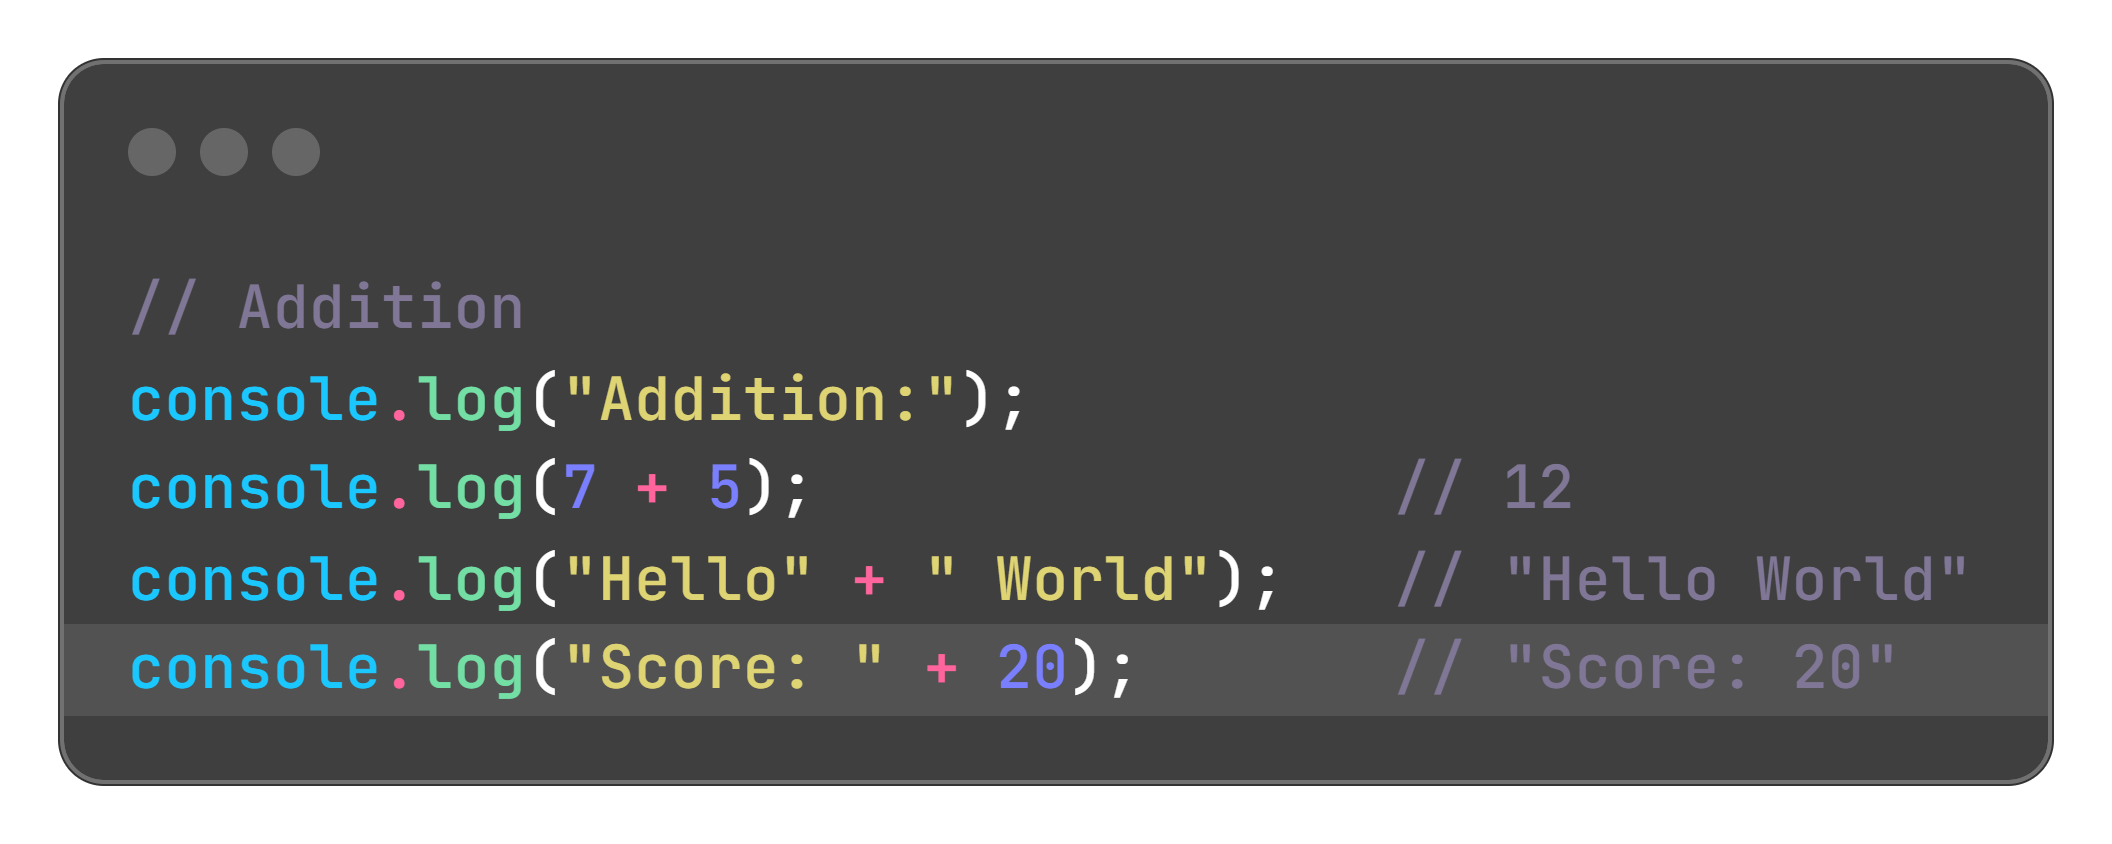 // Addition
console.log("Addition:");
console.log(7 + 5);                // 12
console.log("Hello" + " World");   // "Hello World"
console.log("Score: " + 20);       // "Score: 20"